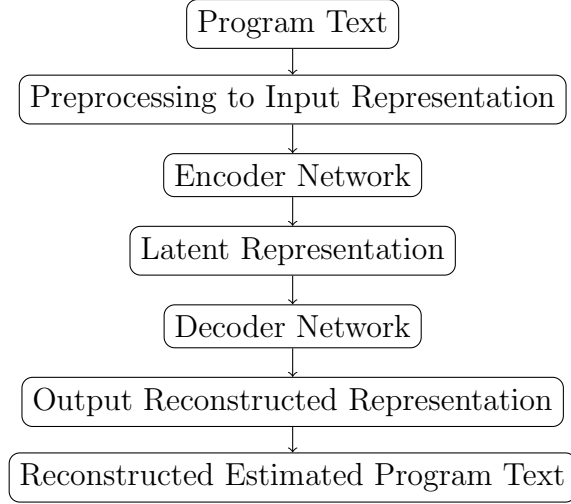 Program Text
Preprocessing to Input Representation
Encoder Network
Latent Representation
Decoder Network
Output Reconstructed Representation
Reconstructed Estimated Program Text